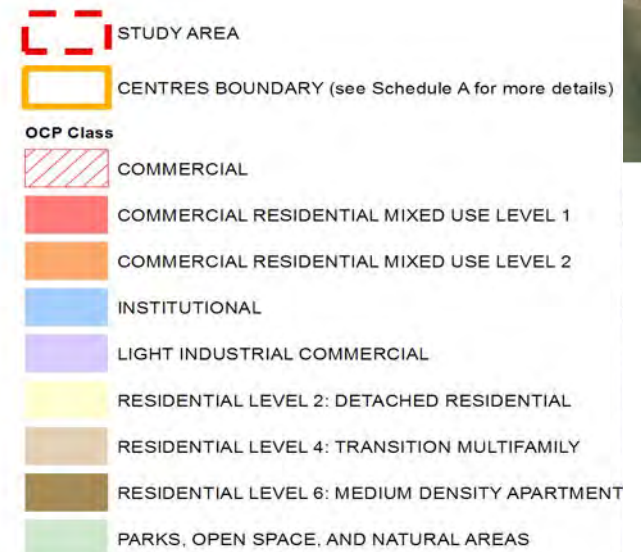 STUDY AREA
CENTRES BOUNDARY (see Schedule A for more details)
OCP Class
COMMERCIAL
COMMERCIAL RESIDENTIAL MIXED USE LEVEL 1
COMMERCIAL RESIDENTIAL MIXED USE LEVEL 2
INSTITUTIONAL
LIGHT INDUSTRIAL COMMERCIAL
RESIDENTIAL LEVEL 2: DETACHED RESIDENTIAL
RESIDENTIAL LEVEL 4: TRANSITION MULTIFAMILY
RESIDENTIAL LEVEL 6: MEDIUM DENSITY APARTMENT
PARKS, OPEN SPACE, AND NATURAL AREAS